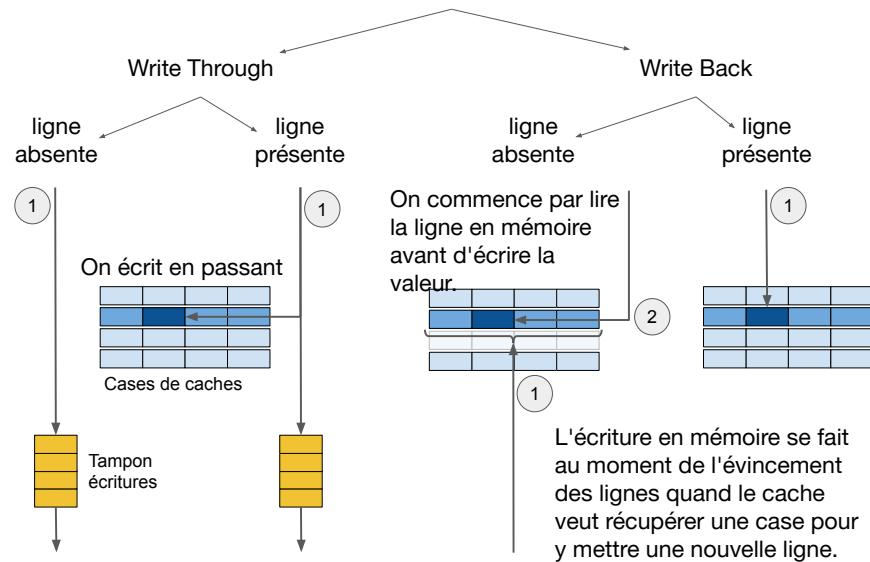 Write Through
Write Back
ligne
absente
ligne
présente
ligne
absente
ligne
présente
1
1
On commence par lire
la ligne en mémoire
avant d'écrire la
valeur.
1
On écrit en passant
2
Cases de caches
1
L'écriture en mémoire se fait
au moment de l'évincement
des lignes quand le cache
veut récupérer une case pour
y mettre une nouvelle ligne.
Tampon
écritures